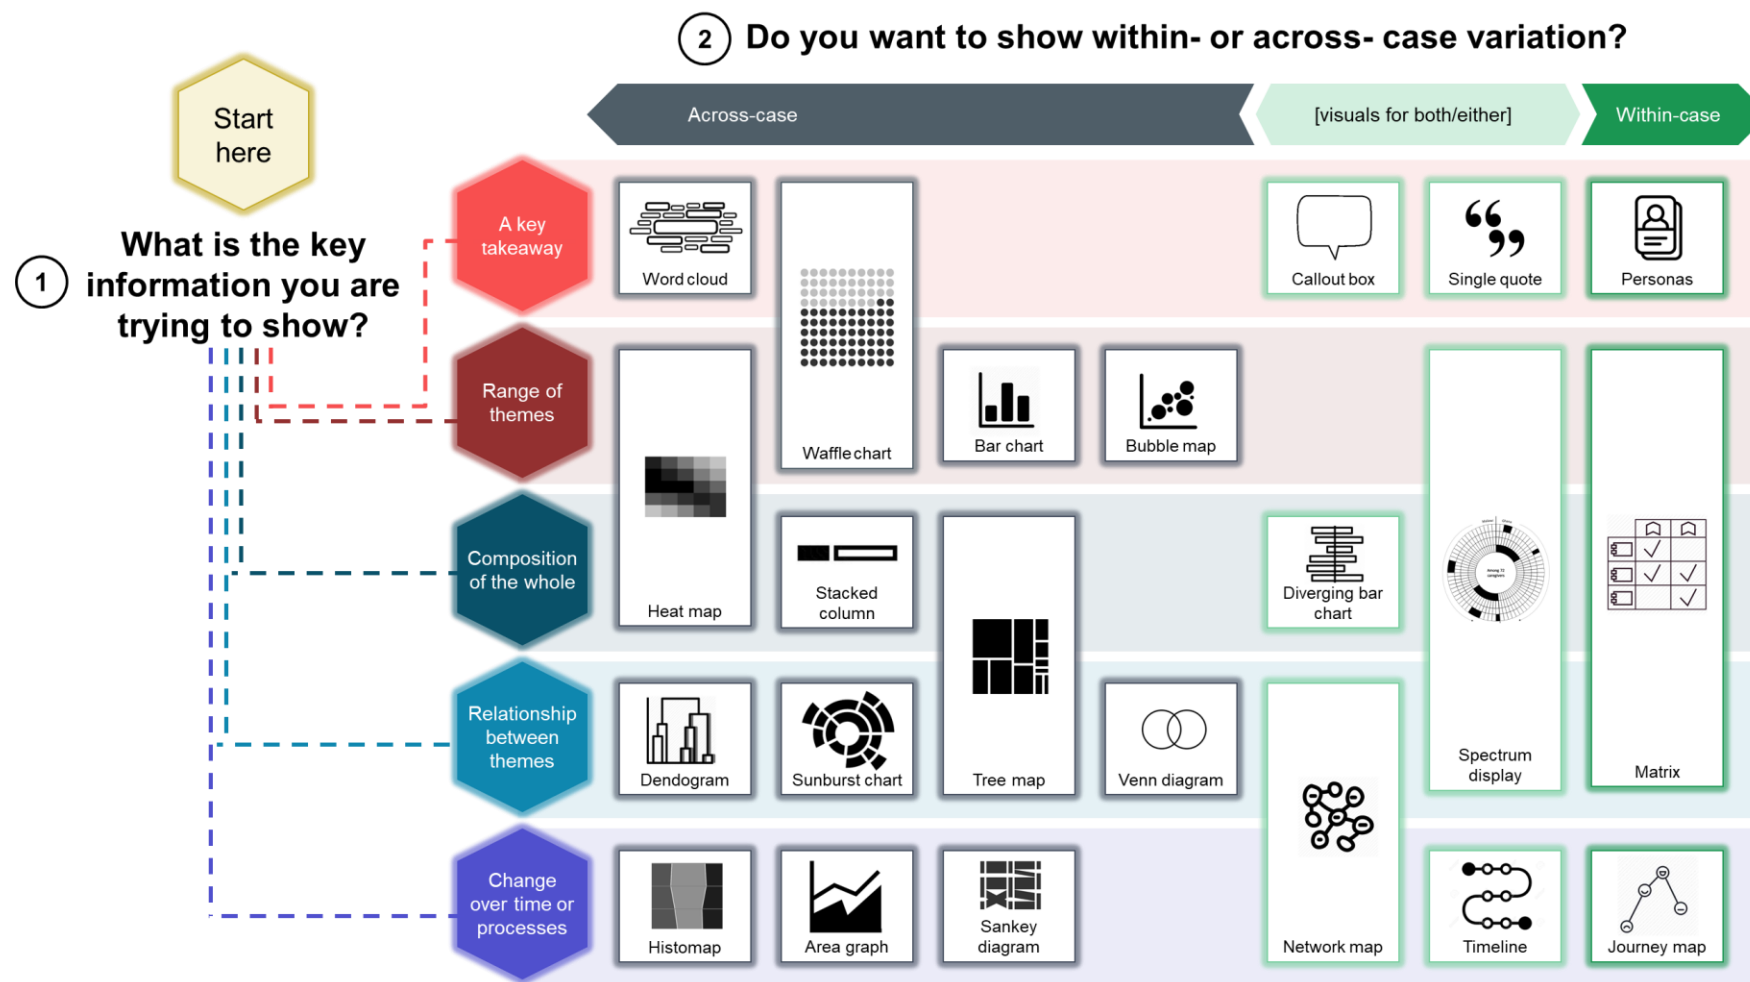 2 Do you want to show within- or across- case variation?
Start
here
Across-case
[visuals for both/either]
Within-case
1
What is the key
information you are
trying to show?
A key
takeaway
Word cloud
Callout box
Single quote
Personas
Range of
themes
Waffle chart
Bar chart
Bubble map
Composition
of the whole
Heat map
Stacked
column
Diverging bar
chart
Relationship
between
themes
Dendogram
Sunburst chart
Tree map
Venn diagram
Spectrum
display
Matrix
Change
over time or
processes
Histomap
Area graph
Sankey
diagram
Network map
Timeline
Journey map